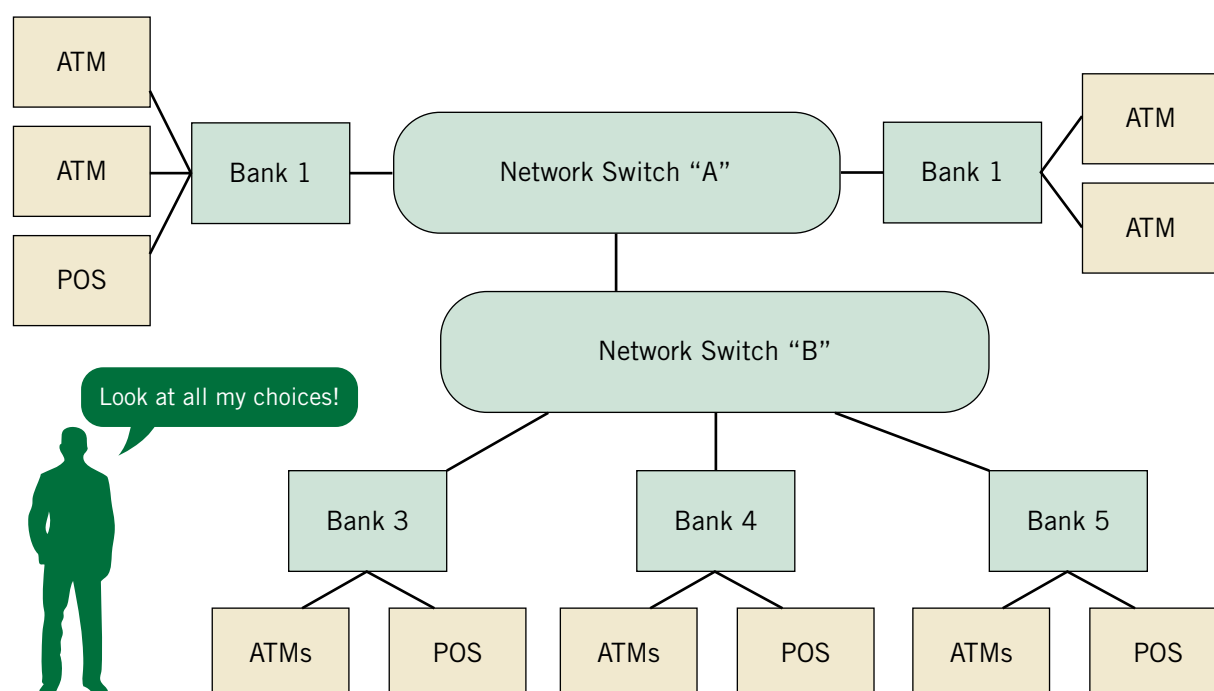 ATM
ATM
POS
Bank 1
Network Switch “A”
Bank 1
ATM
ATM
Network Switch “B”
Look at all my choices!
Bank 3
Bank 4
Bank 5
ATMs
POS
ATMs
POS
ATMs
POS